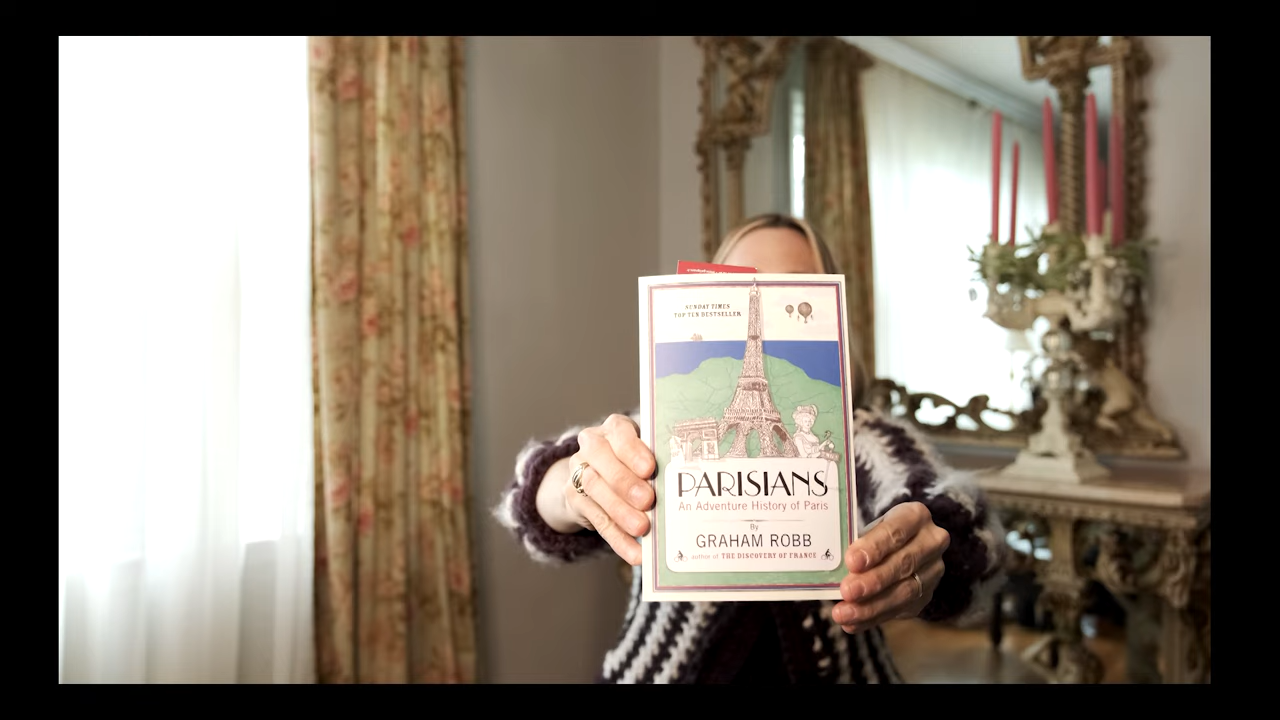 SUNDAY TIMES
TOP TEN BESTSELLER
PARISIANS
An Adventure History of Paris
By
GRAHAM ROBB
author of THE DISCOVERY OF FRANCE